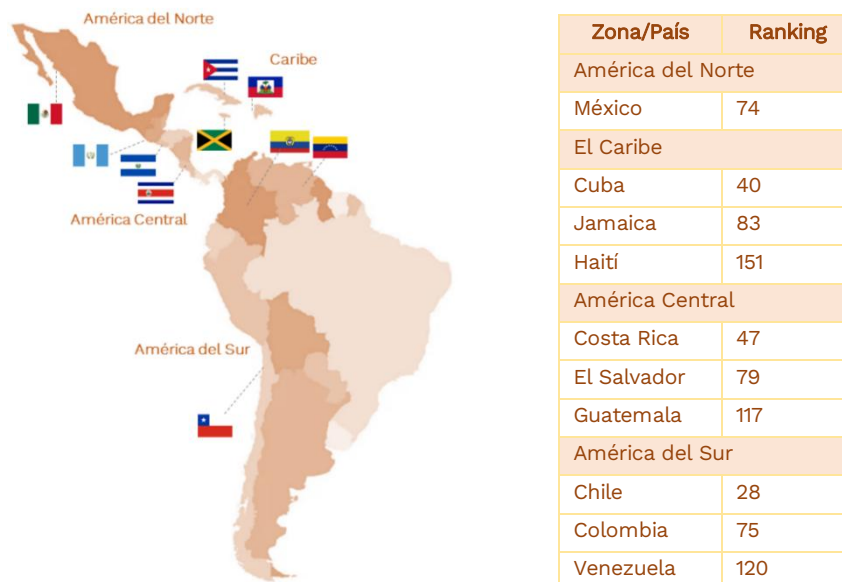 América del Norte
Caribe
América Central
América del Sur
Zona/País Ranking
América del Norte
México 74
El Caribe
Cuba 40
Jamaica 83
Haití 151
América Central
Costa Rica 47
El Salvador 79
Guatemala 117
América del Sur
Chile 28
Colombia 75
Venezuela 120